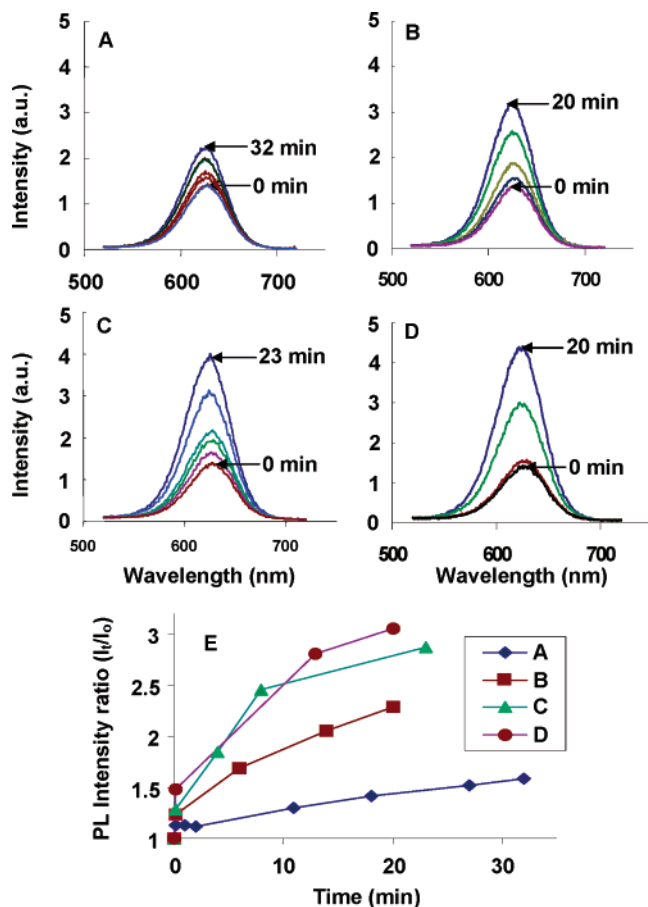 A
B
Intensity (a.u.)
5
4
3
2
1
0
32 min
0 min
500
600
700
5
4
3
2
1
0
20 min
0 min
500
600
700
C
D
Intensity (a.u.)
5
4
3
2
1
0
23 min
0 min
500
600
700
Wavelength (nm)
5
4
3
2
1
0
20 min
0 min
500
600
700
Wavelength (nm)
E
PL Intensity ratio (It/Io)
3
2.5
2
1.5
1
0
10
20
30
Time (min)
A
B
C
D